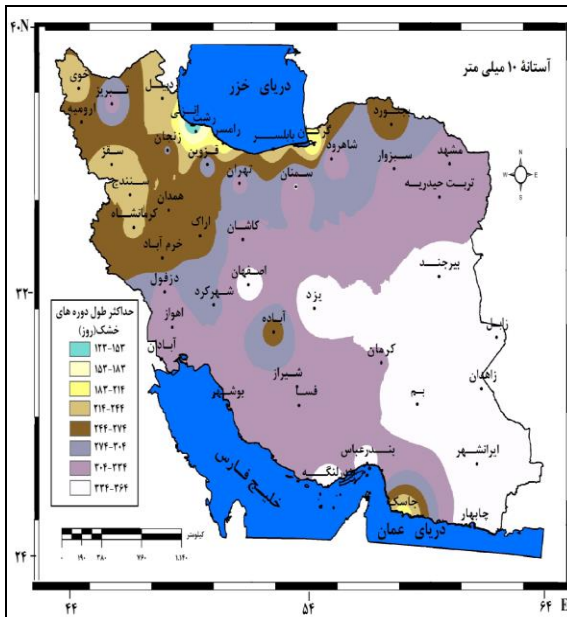 ۴۰N
آستانهٔ ۱۰ میلی متر
دریای خزر
خوی
تبریز
اردبیل
ارومیه
انزلی
رشت
رامسر
بابلسر
گرگان
بجنورد
زنجان
قزوین
شاهرود
سبزوار
مشهد
سقز
تهران
سمنان
تربت حیدریه
سنندج
همدان
کرمانشاه
اراک
کاشان
خرم آباد
بیرجند
اصفهان
۳۲
دزفول
شهرکرد
یزد
حداکثر طول دوره های
خشک(روز)
۱۲۳-۱۵۳
۱۵۳-۱۸۳
۱۸۳-۲۱۴
۲۱۴-۲۴۴
۲۴۴-۲۷۴
۲۷۴-۳۰۴
۳۰۴-۳۳۴
۳۳۴-۳۶۴
اهواز
آباده
زابل
آبادان
کرمان
شیراز
زاهدان
بوشهر
فسا
بم
بندرعباس
ایرانشهر
خلیج فارس
جاسک
چابهار
دریای عمان
کیلومتر
۰ ۱۹۰ ۳۸۰ ۷۶۰ ۱,۱۴۰
۲۴
۴۴ ۵۴ ۶۴ E
N
W E
S